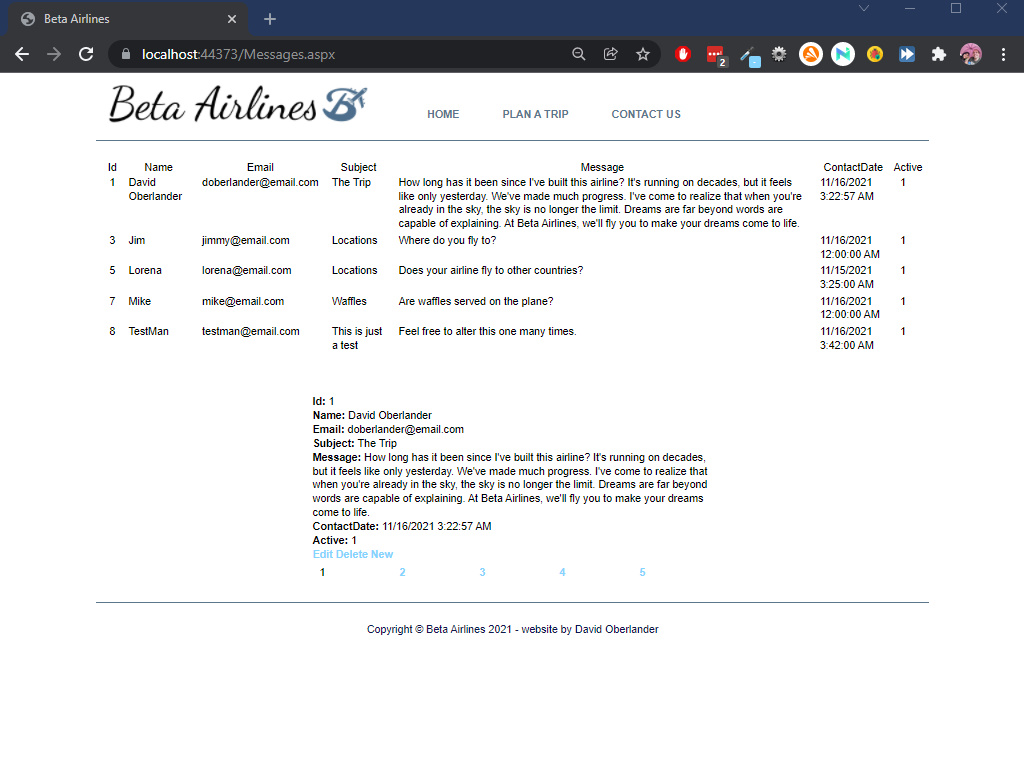 Beta Airlines
localhost:44373/Messages.aspx
2
Beta Airlines B
HOME PLAN A TRIP CONTACT US
Id Name Email Subject Message ContactDate Active
1 David doberlander@email.com The Trip How long has it been since I've built this airline? It's running on decades, but it feels 11/16/2021 1
Oberlander like only yesterday. We've made much progress. I've come to realize that when you're 3:22:57 AM
already in the sky, the sky is no longer the limit. Dreams are far beyond words are
capable of explaining. At Beta Airlines, we'll fly you to make your dreams come to life.
3 Jim jimmy@email.com Locations Where do you fly to? 11/16/2021 1
12:00:00 AM
5 Lorena lorena@email.com Locations Does your airline fly to other countries? 11/15/2021 1
3:25:00 AM
7 Mike mike@email.com Waffles Are waffles served on the plane? 11/16/2021 1
12:00:00 AM
8 TestMan testman@email.com This is just Feel free to alter this one many times. 11/16/2021 1
a test 3:42:00 AM
Id: 1
Name: David Oberlander
Email: doberlander@email.com
Subject: The Trip
Message: How long has it been since I've built this airline? It's running on decades,
but it feels like only yesterday. We've made much progress. I've come to realize that
when you're already in the sky, the sky is no longer the limit. Dreams are far beyond
words are capable of explaining. At Beta Airlines, we'll fly you to make your dreams
come to life.
ContactDate: 11/16/2021 3:22:57 AM
Active: 1
Edit Delete New
1 2 3 4 5
Copyright © Beta Airlines 2021 - website by David Oberlander